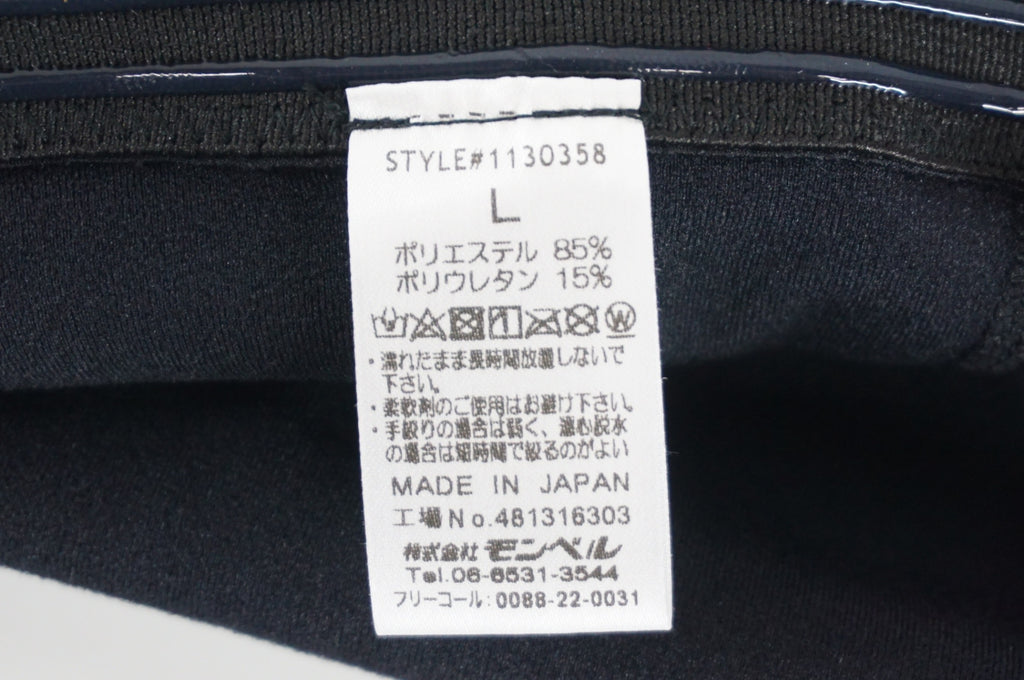 STYLE#1130358
L
ポリエステル 85%
ポリウレタン 15%
・濡れたまま長時間放置しないで
下さい。
・柔軟剤のご使用はお避け下さい。
・手絞りの場合は弱く、遠心脱水
の場合は短時間で絞るのがよい
MADE IN JAPAN
工場No.481316303
株式会社 モンベル
Tel.06-6531-3544
フリーコール:0088-22-0031